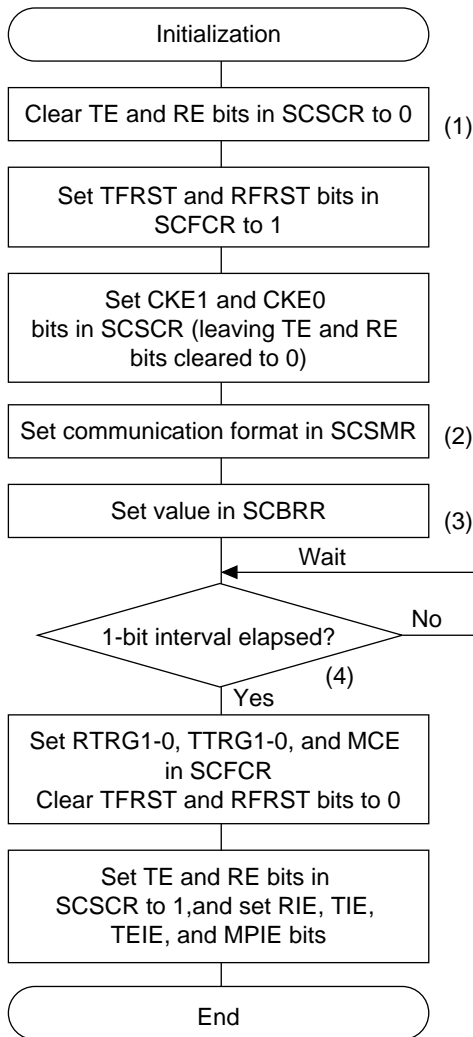 Initialization
Clear TE and RE bits in SCSCR to 0
(1)
Set TFRST and RFRST bits in
SCFCR to 1
Set CKE1 and CKE0
bits in SCSCR (leaving TE and RE
bits cleared to 0)
Set communication format in SCSMR
(2)
Set value in SCBRR
(3)
Wait
1-bit interval elapsed?
No
(4)
Yes
Set RTRG1-0, TTRG1-0, and MCE
in SCFCR
Clear TFRST and RFRST bits to 0
Set TE and RE bits in
SCSCR to 1,and set RIE, TIE,
TEIE, and MPIE bits
End